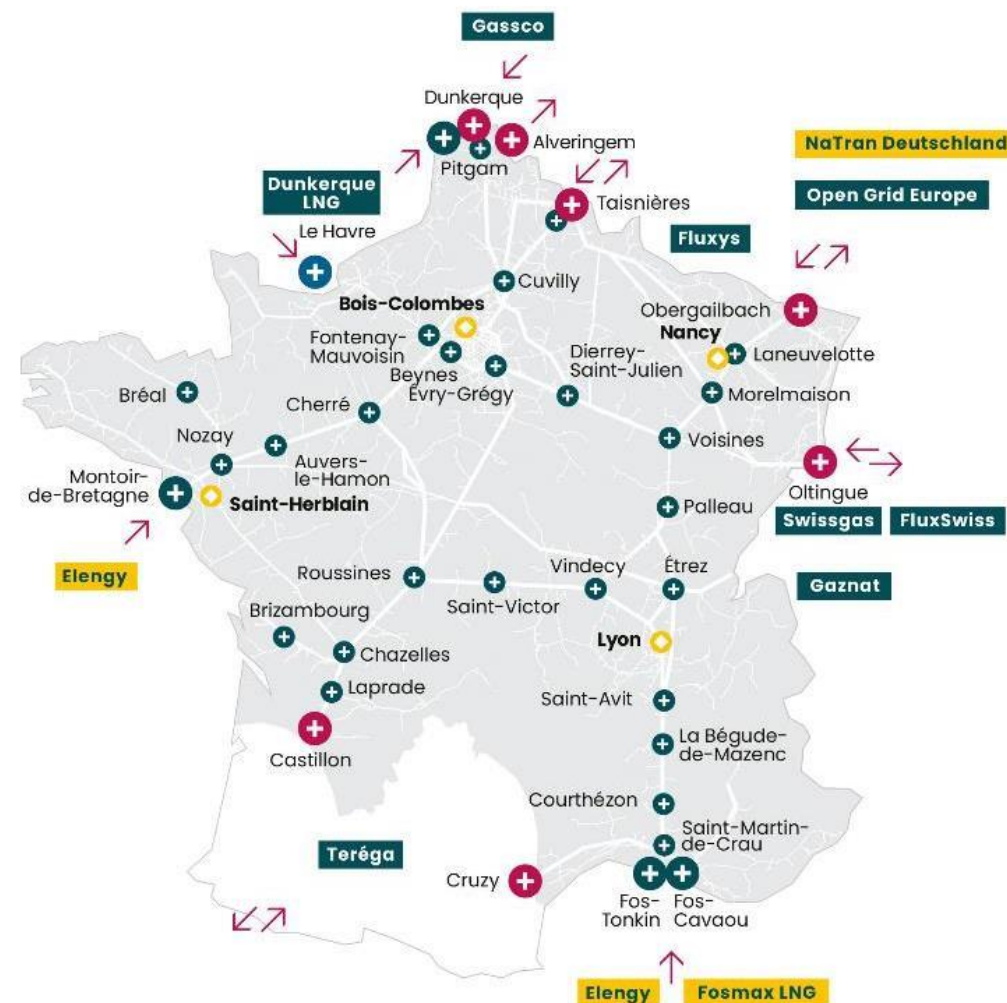 Gassco
Dunkerque
Alveringem
Pitgam
NaTran Deutschland
Dunkerque
LNG
Open Grid Europe
Taisnières
Le Havre
Fluxys
Cuvilly
Bois-Colombes
Obergailbach
Fontenay-
Mauvoisin
Nancy
Laneuvelotte
Beynes
Dierrey-
Saint-Julien
Évry-Grégy
Morelmaison
Bréal
Cherré
Nozay
Voisines
Auvers-
le-Hamon
Montoir-
de-Bretagne
Oltingue
Saint-Herblain
Palleau
Swissgas
FluxSwiss
Elengy
Roussines
Vindecy
Étrez
Gaznat
Saint-Victor
Brizambourg
Lyon
Chazelles
Laprade
Saint-Avit
Castillon
La Bégude-
de-Mazenc
Courthézon
Saint-Martin-
de-Crau
Teréga
Cruzy
Fos-
Tonkin
Fos-
Cavaou
Elengy
Fosmax LNG